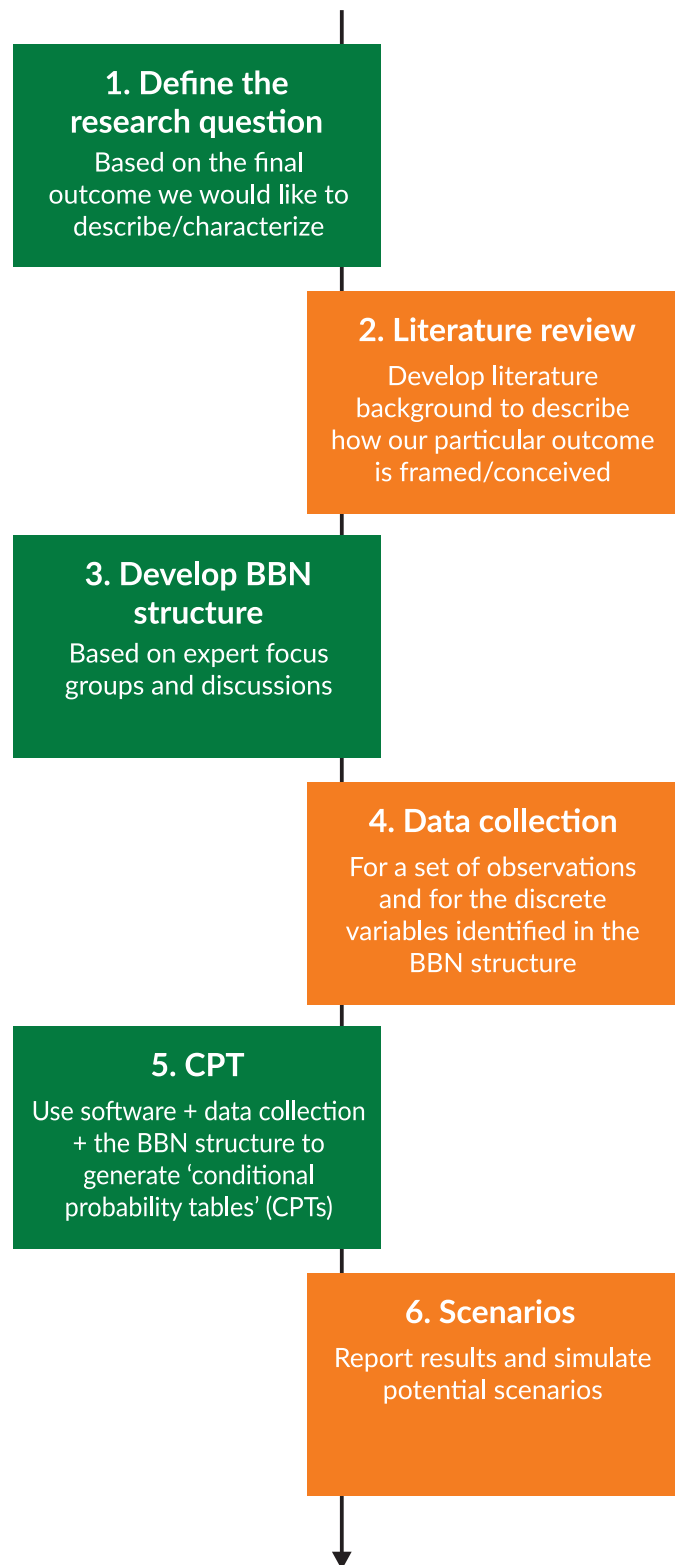 1. Define the
research question
Based on the final
outcome we would like to
describe/characterize
2. Literature review
Develop literature
background to describe
how our particular outcome
is framed/conceived
3. Develop BBN
structure
Based on expert focus
groups and discussions
4. Data collection
For a set of observations
and for the discrete
variables identified in the
BBN structure
5. CPT
Use software + data collection
+ the BBN structure to
generate ‘conditional
probability tables’ (CPTs)
6. Scenarios
Report results and simulate
potential scenarios